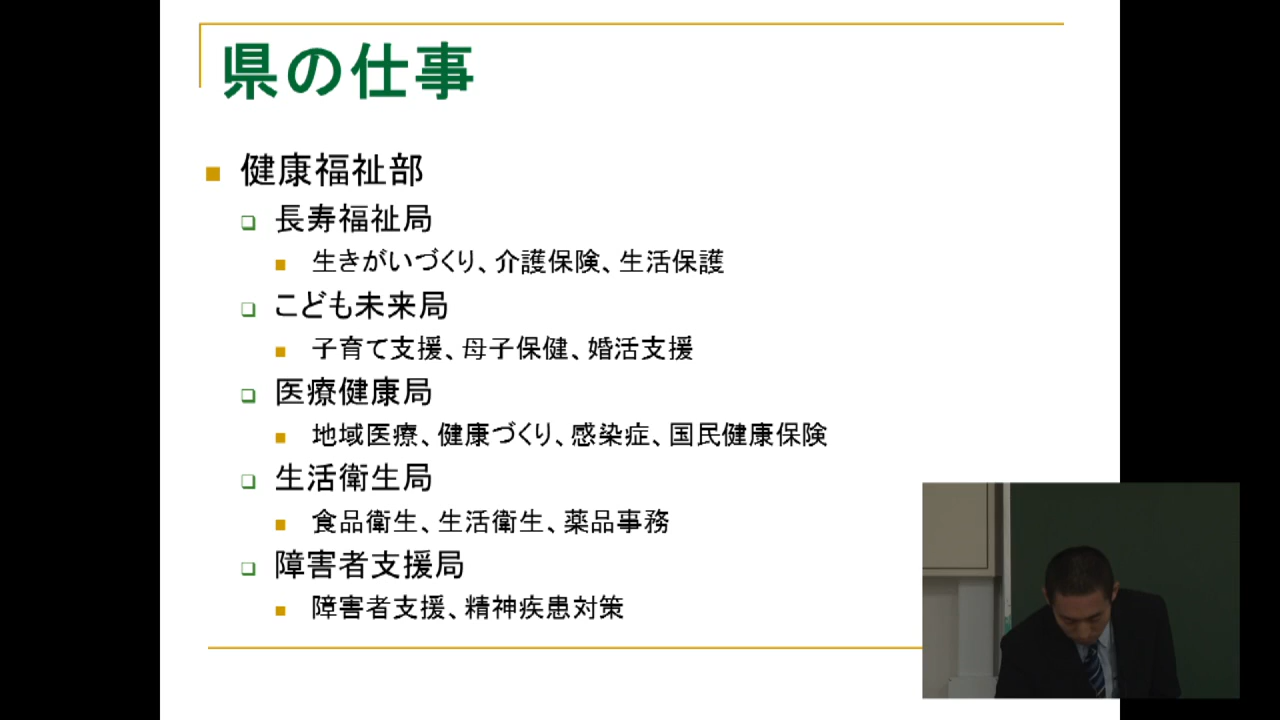 県の仕事
健康福祉部
長寿福祉局
生きがいづくり、介護保険、生活保護
こども未来局
子育て支援、母子保健、婚活支援
医療健康局
地域医療、健康づくり、感染症、国民健康保険
生活衛生局
食品衛生、生活衛生、薬品事務
障害者支援局
障害者支援、精神疾患対策